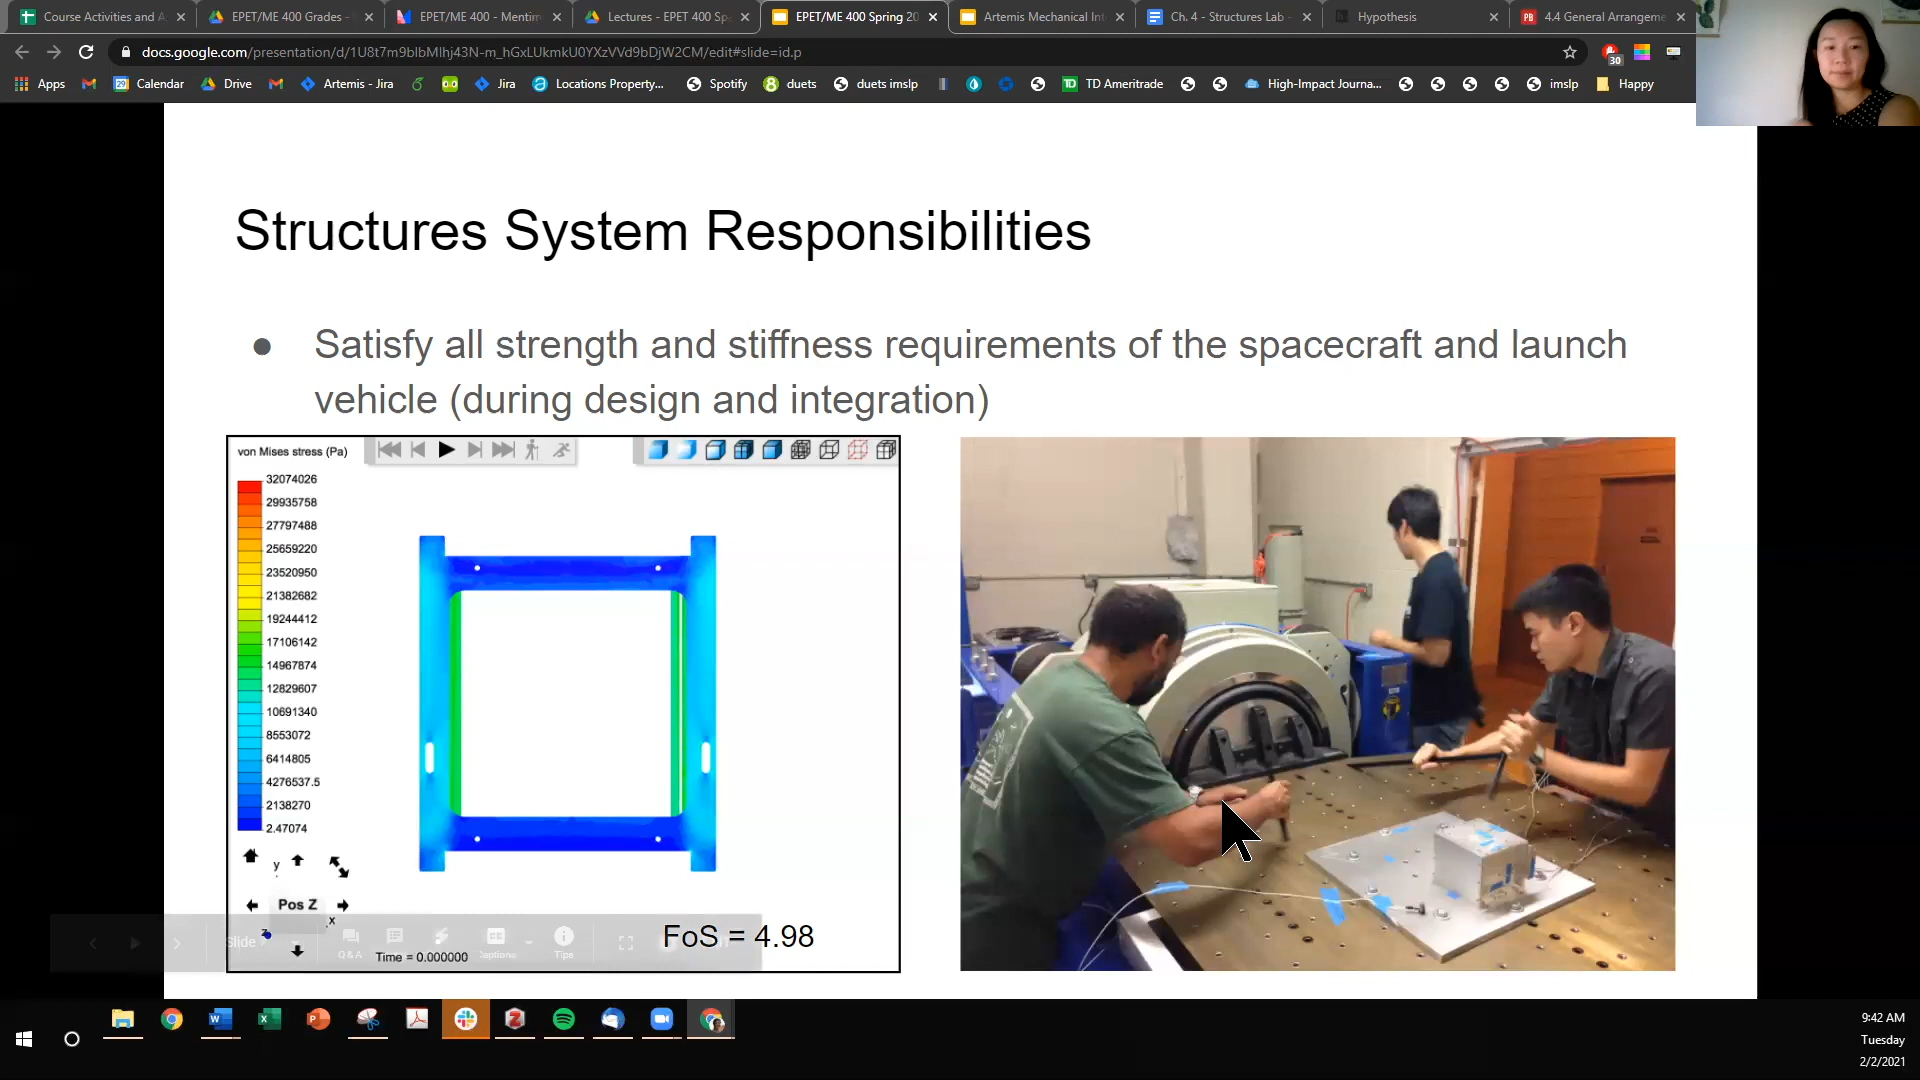 Course Activities and A
EPET/ME 400 Grades -
EPET/ME 400 - Mentim
Lectures - EPET 400 Sp
EPET/ME 400 Spring 20
Artemis Mechanical Int
Ch. 4 - Structures Lab -
Hypothesis
4.4 General Arrangeme
docs.google.com/presentation/d/1U8t7m9blbMlhj43N-m_hGxLUkmkU0YXzVVd9bDjW2CM/edit#slide=id.p
30
Apps
Calendar
Drive
Artemis - Jira
Jira
Locations Property...
Spotify
duets
duets imslp
TD Ameritrade
High-Impact Journa...
imslp
Happy
Structures System Responsibilities
● Satisfy all strength and stiffness requirements of the spacecraft and launch
vehicle (during design and integration)
von Mises stress (Pa)
32074026
29935758
27797488
25659220
23520950
21382682
19244412
17106142
14967874
12829607
10691340
8553072
6414805
4276537.5
2138270
2.47074
y
Pos Z
x
z
Slide
Q&A
Captions
Tips
Time = 0.000000
FoS = 4.98
9:42 AM
Tuesday
2/2/2021